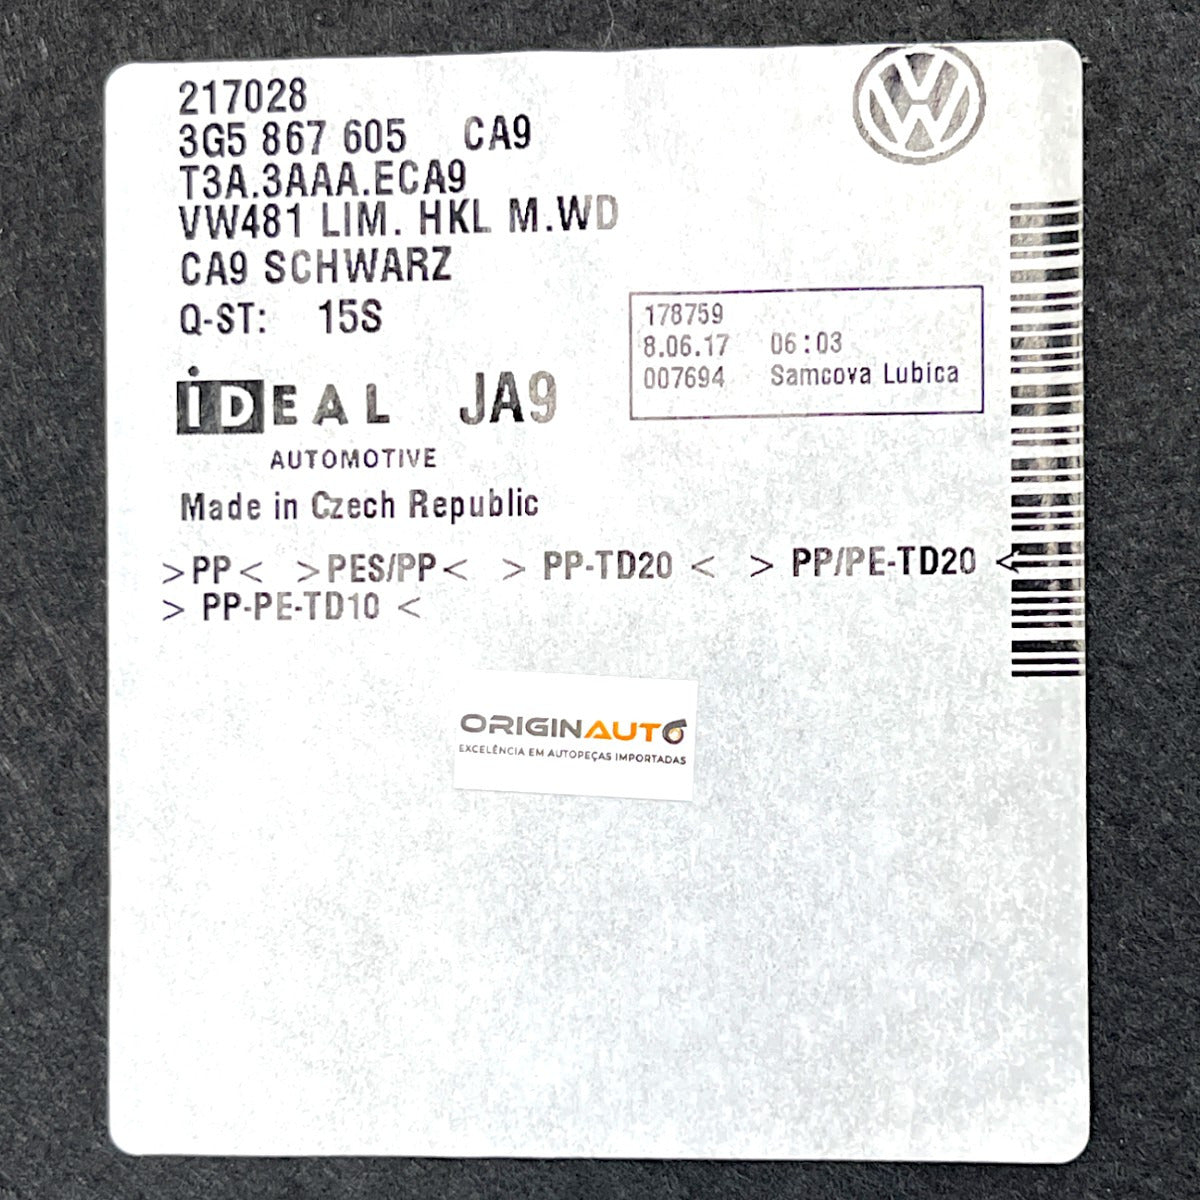 217028
3G5 867 605 CA9
T3A.3AAA.ECA9
VW481 LIM. HKL M.WD
CA9 SCHWARZ
Q-ST: 15S
178759
8.06.17 06:03
007694 Samcova Lubica
iDEAL JA9
AUTOMOTIVE
Made in Czech Republic
>PP< >PES/PP< > PP-TD20 < > PP/PE-TD20 <
> PP-PE-TD10 <
ORIGINAUTO
EXCELÊNCIA EM AUTOPEÇAS IMPORTADAS